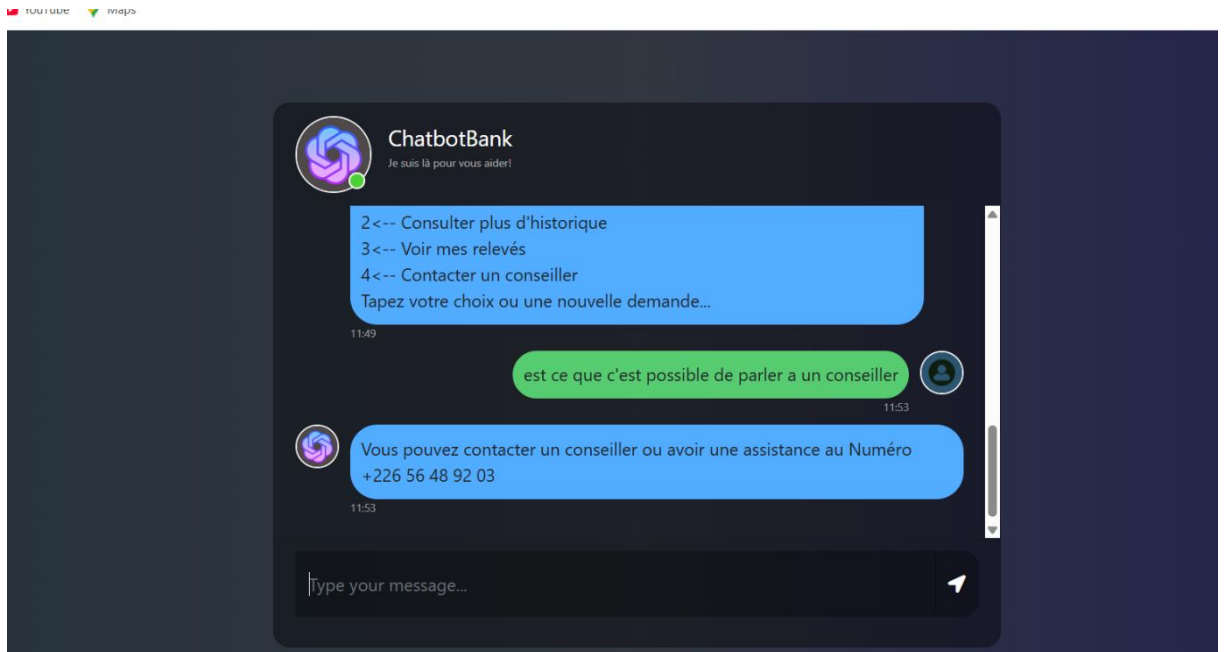 YouTube Maps
ChatbotBank
Je suis là pour vous aider!
2<-- Consulter plus d'historique
3<-- Voir mes relevés
4<-- Contacter un conseiller
Tapez votre choix ou une nouvelle demande...
11:49
est ce que c'est possible de parler a un conseiller
11:53
Vous pouvez contacter un conseiller ou avoir une assistance au Numéro
+226 56 48 92 03
11:53
Type your message...